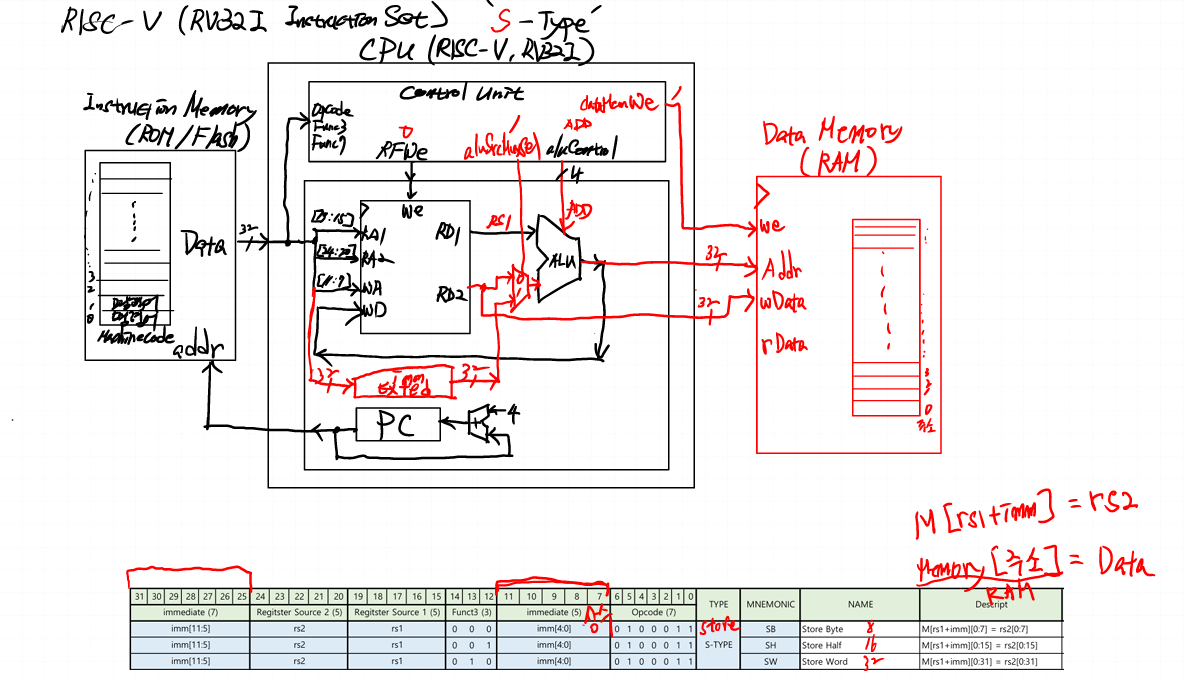 RISC-V (RV32I Instruction Set) 'S-Type'
CPU (RISC-V, RV32I)
Control Unit
Opcode
Func3
Func7
0
RFWe
1
aluSrcMuxSel
ADD
aluControl
dataMemWe
1
4
Instruction Memory
(ROM/Flash)
Data
32
3
2
1
0
MachineCode
addr
We
[19:15]
RA1
[24:20]
RA2
[11:7]
WA
WD
RD1
RD2
RS1
ADD
0
1
ALU
32
imm
Exted
32
PC
+
4
Data Memory
(RAM)
we
32
Addr
32
wData
rData
3
2
1
0
주소
M[rs1+imm] = rs2
Memory[주소] = Data
RAM
31 30 29 28 27 26 25 24 23 22 21 20 19 18 17 16 15 14 13 12 11 10 9 8 7 6 5 4 3 2 1 0 TYPE MNEMONIC NAME Descript
immediate (7) Regitster Source 2 (5) Regitster Source 1 (5) Funct3 (3) immediate (5) Opcode (7)
imm[11:5] rs2 rs1 0 0 0 imm[4:0] 0 1 0 0 0 1 1 store SB Store Byte 8 M[rs1+imm][0:7] = rs2[0:7]
imm[11:5] rs2 rs1 0 0 1 imm[4:0] 0 1 0 0 0 1 1 S-TYPE SH Store Half 16 M[rs1+imm][0:15] = rs2[0:15]
imm[11:5] rs2 rs1 0 1 0 imm[4:0] 0 1 0 0 0 1 1 SW Store Word 32 M[rs1+imm][0:31] = rs2[0:31]